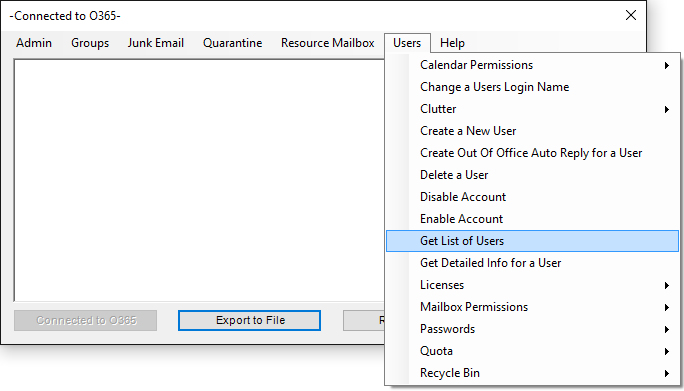 -Connected to O365-
Admin Groups Junk Email Quarantine Resource Mailbox Users Help
Calendar Permissions
Change a Users Login Name
Clutter
Create a New User
Create Out Of Office Auto Reply for a User
Delete a User
Disable Account
Enable Account
Get List of Users
Get Detailed Info for a User
Licenses
Mailbox Permissions
Passwords
Quota
Recycle Bin
Connected to O365 Export to File